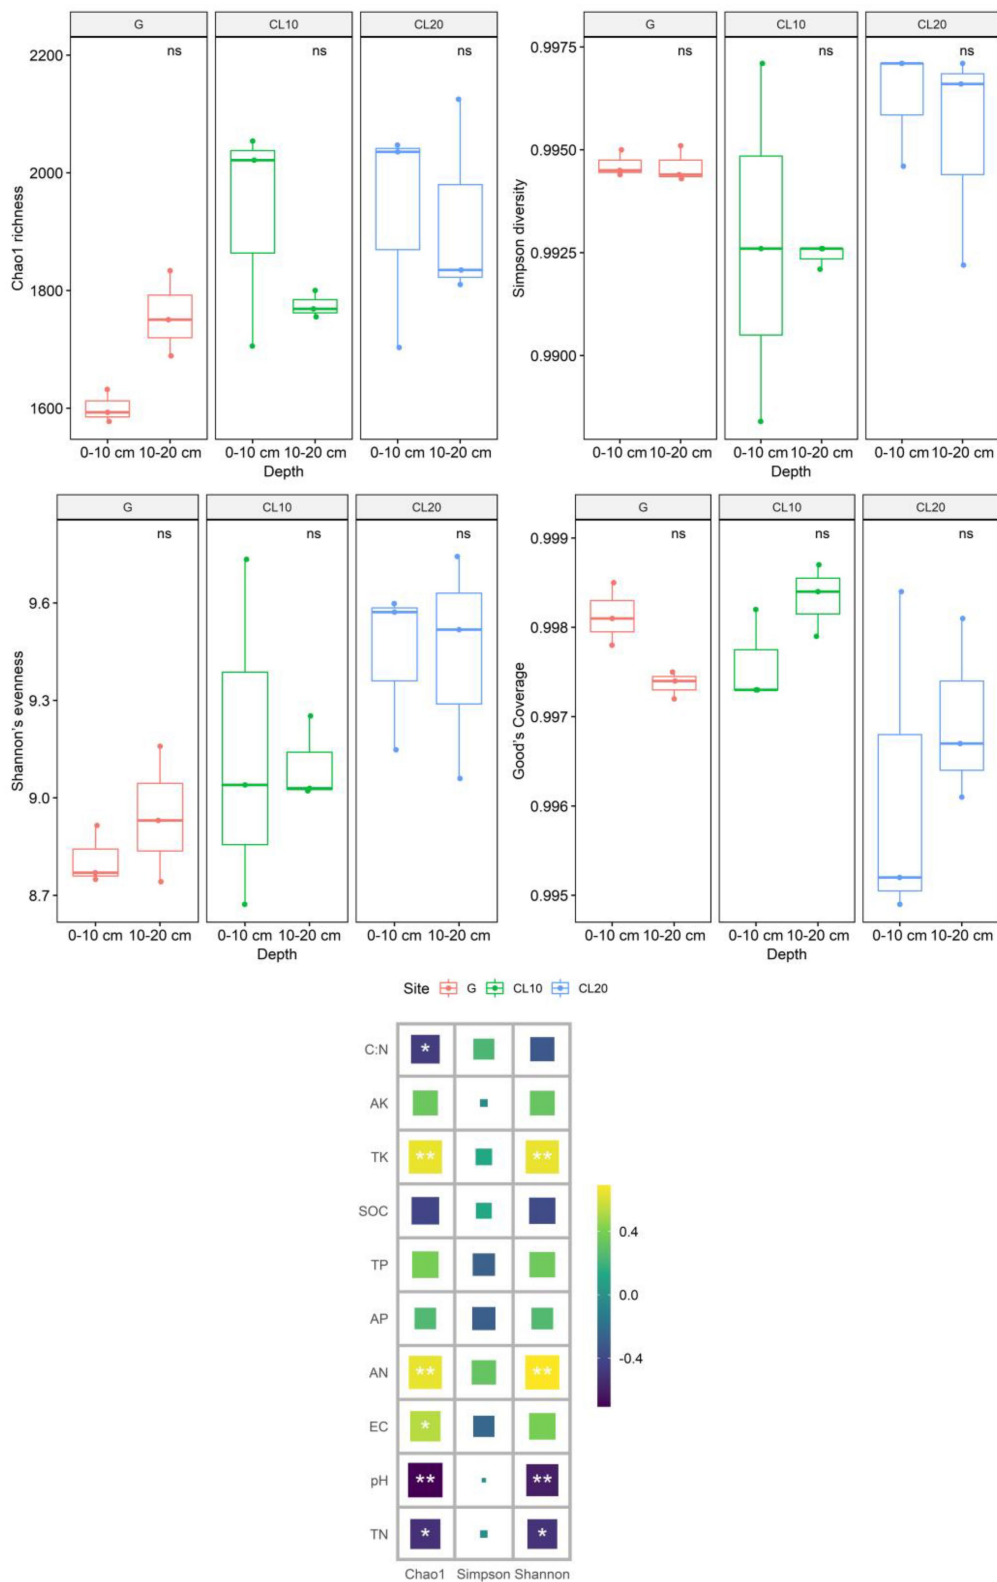 G CL10 CL20
ns ns ns
2200
2000
1800
1600
Chao1 richness
0-10 cm 10-20 cm 0-10 cm 10-20 cm 0-10 cm 10-20 cm
Depth
G CL10 CL20
ns ns ns
0.9975
0.9950
0.9925
0.9900
Simpson diversity
0-10 cm 10-20 cm 0-10 cm 10-20 cm 0-10 cm 10-20 cm
Depth
G CL10 CL20
ns ns ns
9.6
9.3
9.0
8.7
Shannon's evenness
0-10 cm 10-20 cm 0-10 cm 10-20 cm 0-10 cm 10-20 cm
Depth
G CL10 CL20
ns ns ns
0.999
0.998
0.997
0.996
0.995
Good's Coverage
0-10 cm 10-20 cm 0-10 cm 10-20 cm 0-10 cm 10-20 cm
Depth
Site G CL10 CL20
C:N *
AK
TK ** **
SOC
TP
AP
AN ** **
EC *
pH ** **
TN * *
Chao1 Simpson Shannon
0.4
0.0
-0.4